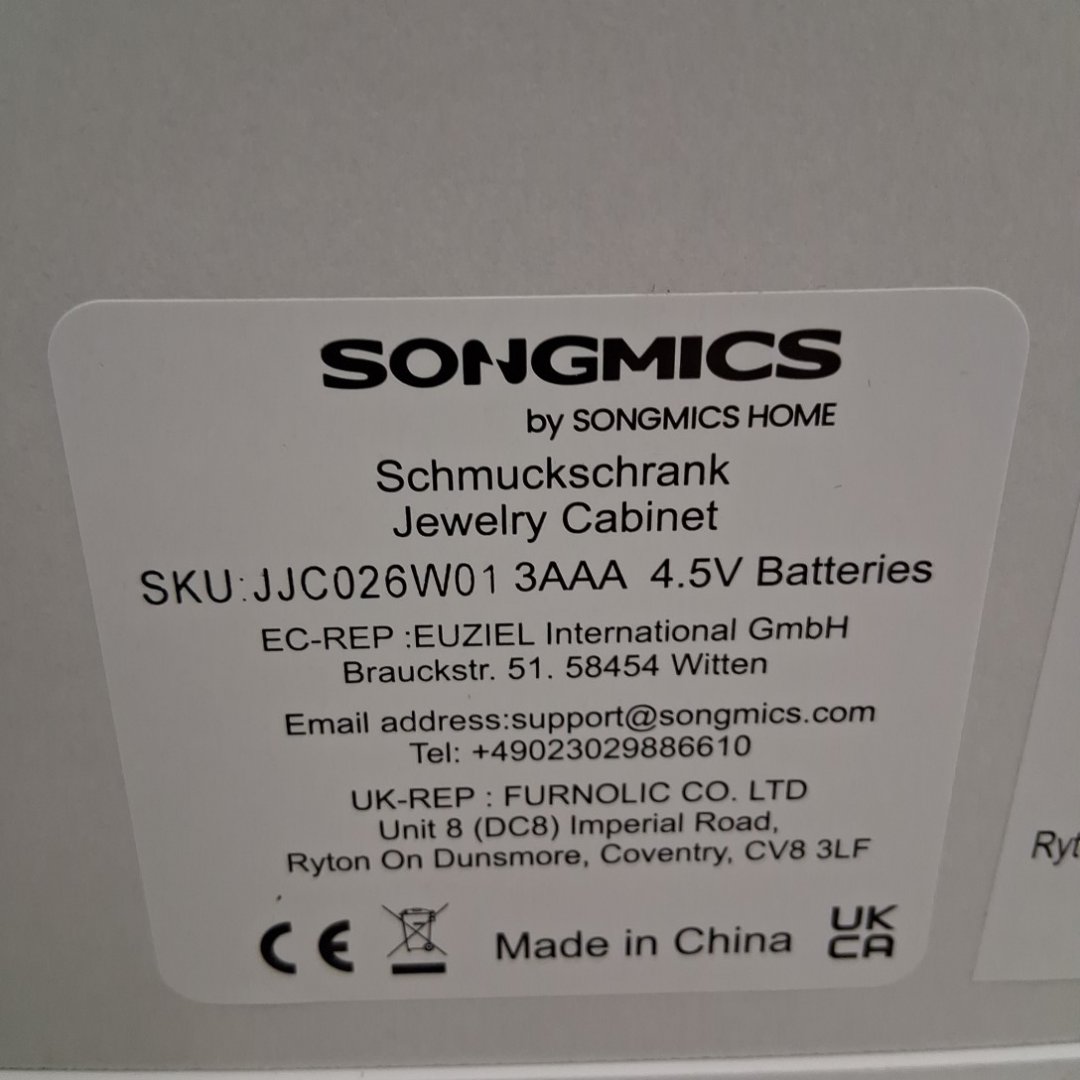 SONGMICS
by SONGMICS HOME
Schmuckschrank
Jewelry Cabinet
SKU:JJC026W01 3AAA 4.5V Batteries
EC-REP :EUZIEL International GmbH
Brauckstr. 51. 58454 Witten
Email address:support@songmics.com
Tel: +49023029886610
UK-REP : FURNOLIC CO. LTD
Unit 8 (DC8) Imperial Road,
Ryton On Dunsmore, Coventry, CV8 3LF
CE Made in China UK
CA
Ryt